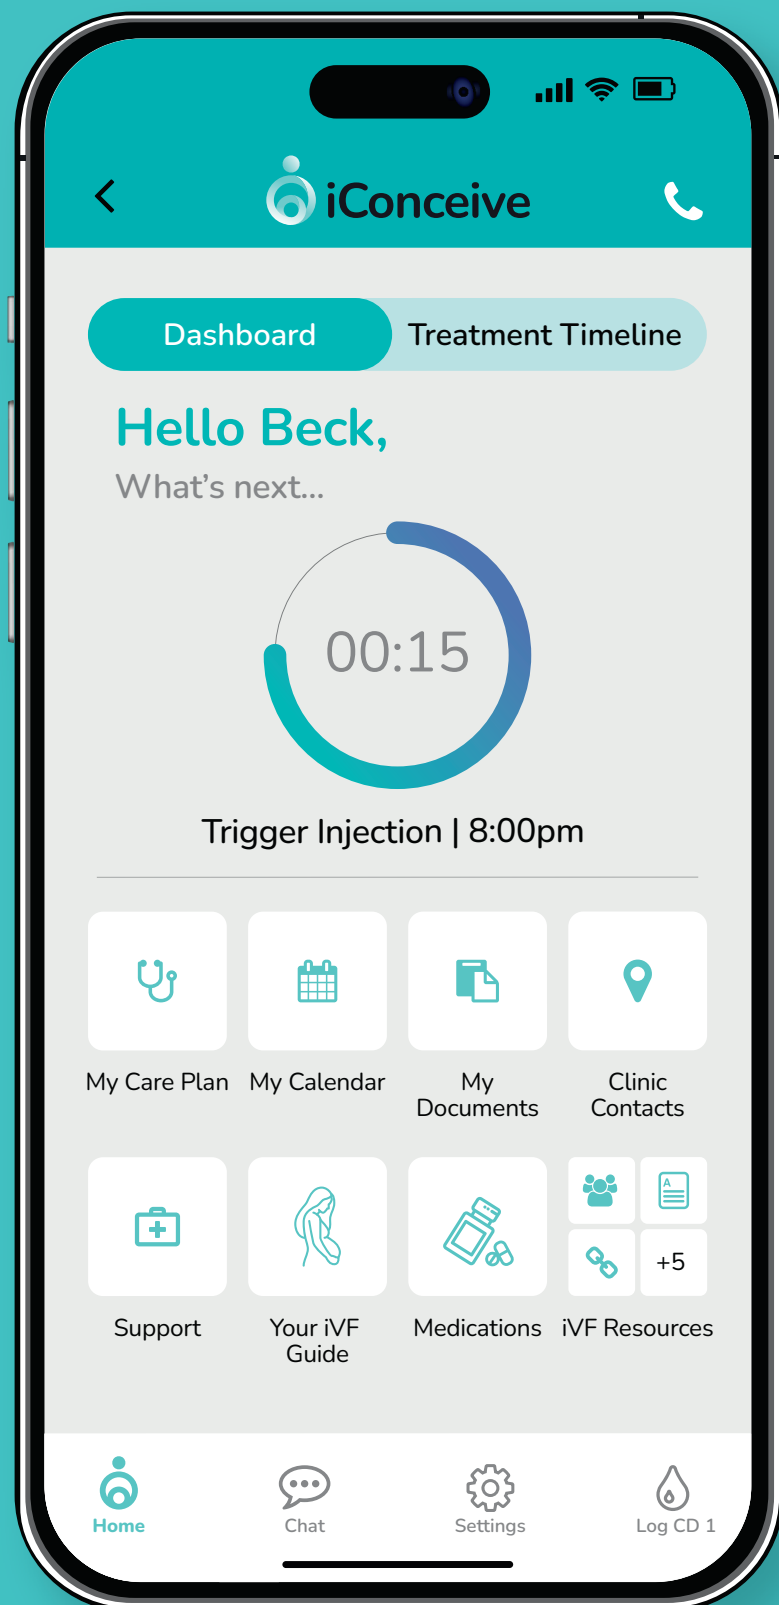 iConceive
Dashboard
Treatment Timeline
Hello Beck,
What's next...
00:15
Trigger Injection | 8:00pm
My Care Plan
My Calendar
My
Documents
Clinic
Contacts
A
+5
Support
Your iVF
Guide
Medications
iVF Resources
Home
Chat
Settings
Log CD 1